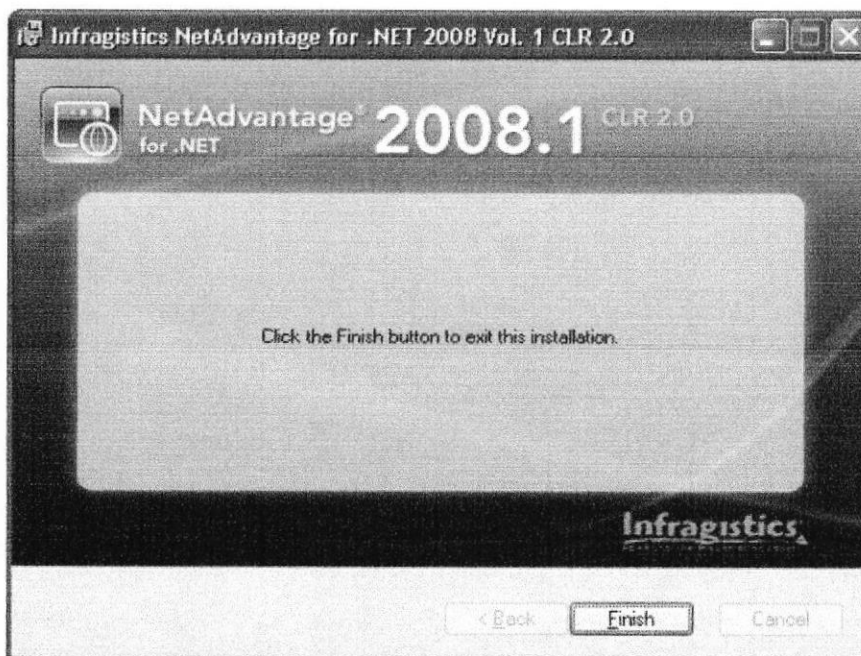 Infragistics NetAdvantage for .NET 2008 Vol. 1 CLR 2.0
NetAdvantage® 2008.1 CLR 2.0
for .NET
Click the Finish button to exit this installation.
Infragistics
< Back Finish Cancel